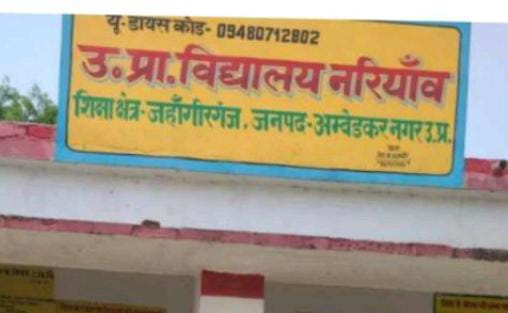 यू-डायस कोड- 09480712802
उ.प्रा.विद्यालय नरियाँव
शिक्षा क्षेत्र-जहाँगीरगंज, जनपद-अम्बेडकर नगर उ.प्र.